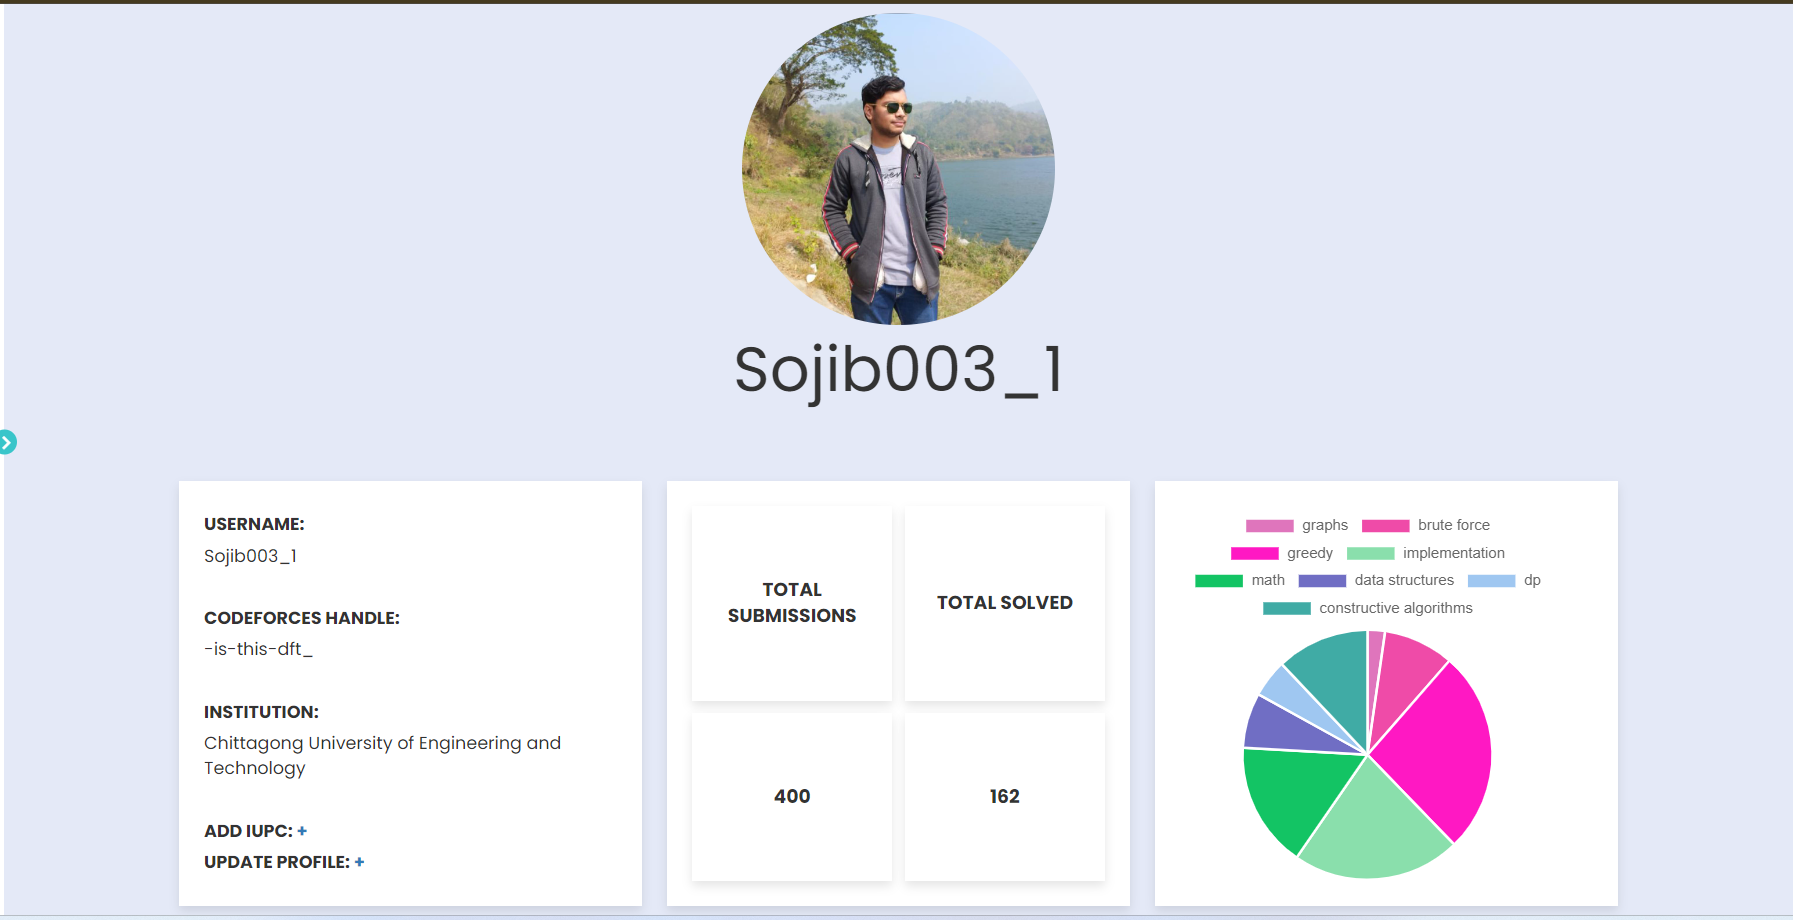 Sojib003_1
USERNAME:
Sojib003_1
CODEFORCES HANDLE:
-is-this-dft_
INSTITUTION:
Chittagong University of Engineering and
Technology
ADD IUPC: +
UPDATE PROFILE: +
TOTAL
SUBMISSIONS
TOTAL SOLVED
400
162
graphs brute force
greedy implementation
math data structures dp
constructive algorithms